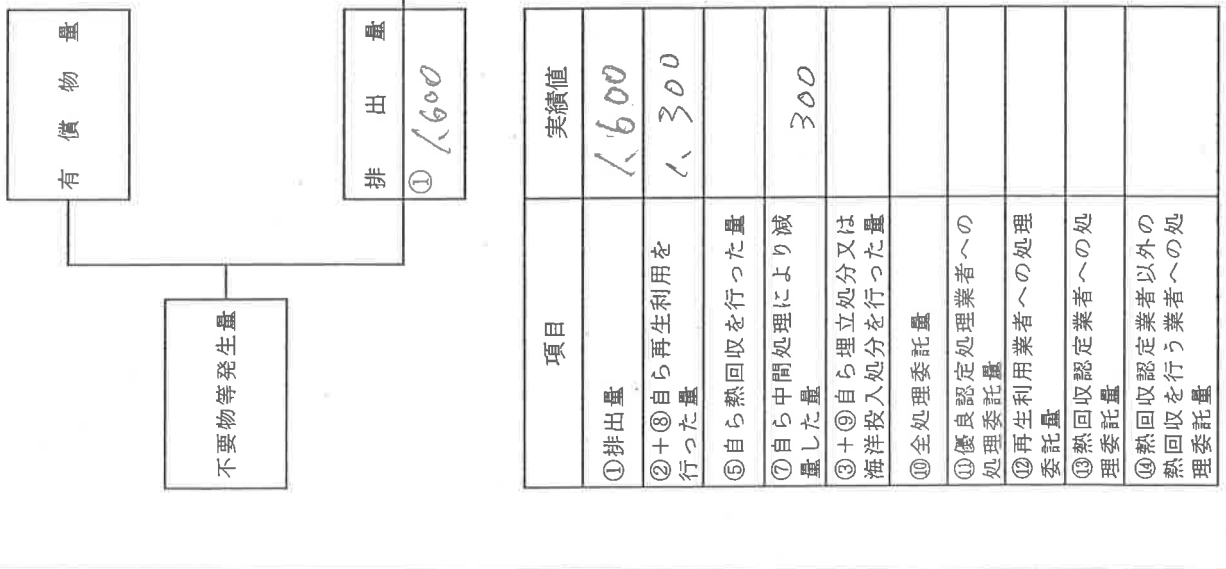 有償物量
不要物等発生量
排出量
① 1,600
項目 実績値
①排出量 1,600
②+⑧自ら再生利用を
行った量 1,300
⑤自ら熱回収を行った量
⑦自ら中間処理により減
量した量 300
③+⑨自ら埋立処分又は
海洋投入処分を行った量
⑩全処理委託量
⑪優良認定処理業者への
処理委託量
⑫再生利用業者への処理
委託量
⑬熱回収認定業者への処
理委託量
⑭熱回収認定業者以外の
熱回収を行う業者への処
理委託量